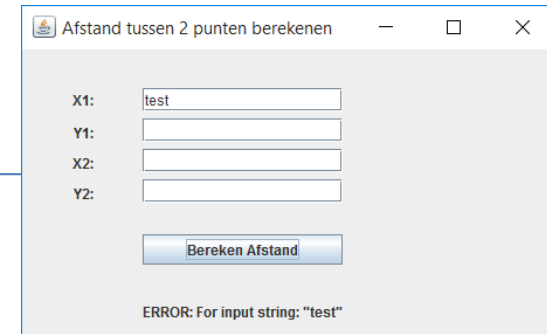 Afstand tussen 2 punten berekenen
X1: test
Y1:
X2:
Y2:
Bereken Afstand
ERROR: For input string: "test"